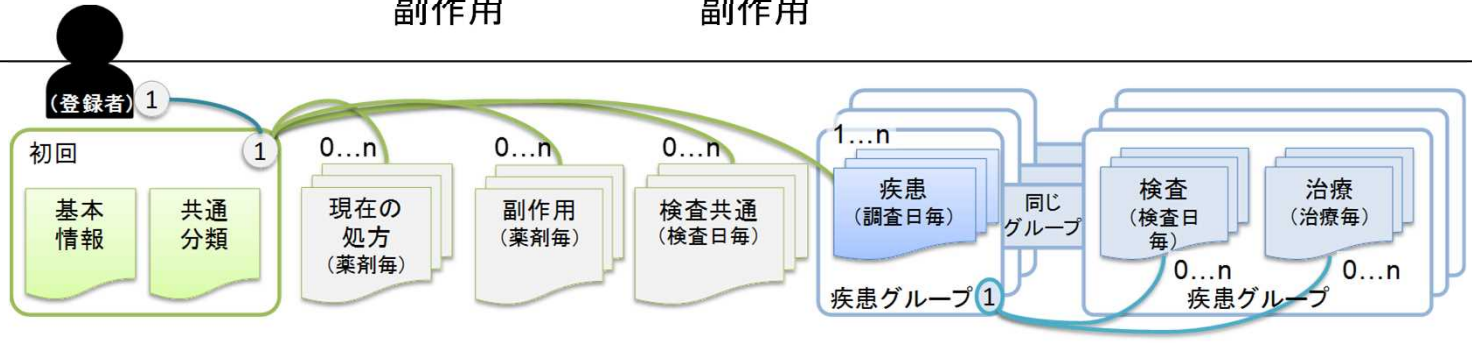 副作用
副作用
(登録者)
1
初回
1
基本
情報
共通
分類
0…n
現在の
処方
(薬剤毎)
0…n
副作用
(薬剤毎)
0…n
検査共通
(検査日毎)
1…n
疾患
(調査日毎)
疾患グループ
1
同じ
グループ
検査
(検査日
毎)
0…n
治療
(治療毎)
0…n
疾患グループ